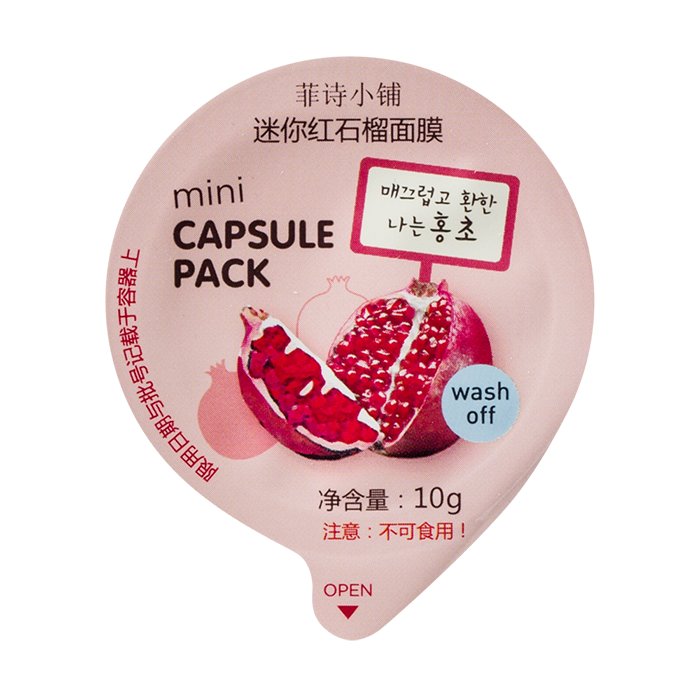 菲诗小铺
迷你红石榴面膜
mini
CAPSULE
PACK
매끄럽고 환한
나는 홍초
限用日期与批号记载于容器上
wash
off
净含量：10g
注意：不可食用！
OPEN